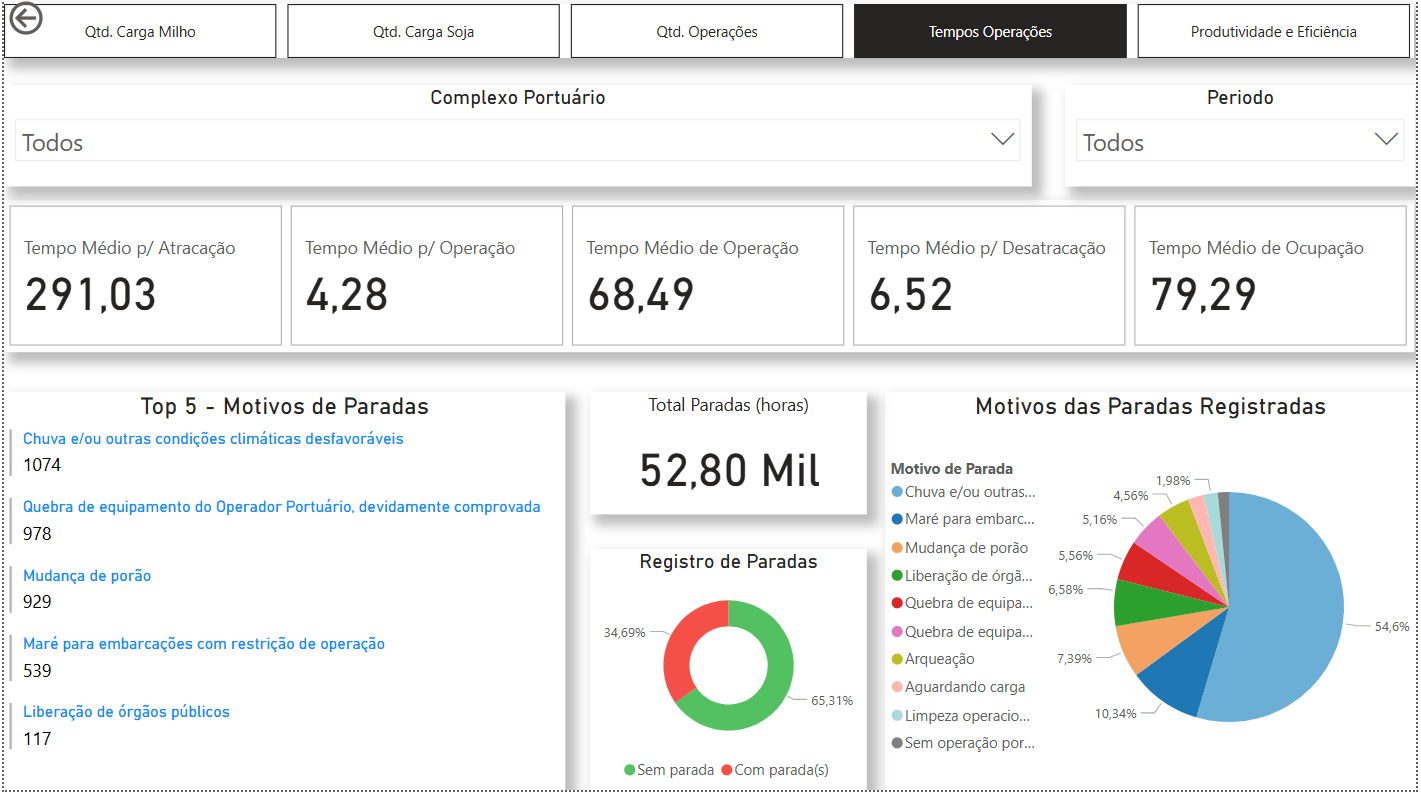 Qtd. Carga Milho
Qtd. Carga Soja
Qtd. Operações
Tempos Operações
Produtividade e Eficiência
Complexo Portuário
Todos
Periodo
Todos
Tempo Médio p/ Atracação
291,03
Tempo Médio p/ Operação
4,28
Tempo Médio de Operação
68,49
Tempo Médio p/ Desatracação
6,52
Tempo Médio de Ocupação
79,29
Top 5 - Motivos de Paradas
Chuva e/ou outras condições climáticas desfavoráveis
1074
Quebra de equipamento do Operador Portuário, devidamente comprovada
978
Mudança de porão
929
Maré para embarcações com restrição de operação
539
Liberação de órgãos públicos
117
Total Paradas (horas)
52,80 Mil
Registro de Paradas
34,69%
65,31%
Sem parada
Com parada(s)
Motivos das Paradas Registradas
Motivo de Parada
Chuva e/ou outras...
Maré para embarc...
Mudança de porão
Liberação de órgã...
Quebra de equipa...
Quebra de equipa...
Arqueação
Aguardando carga
Limpeza operacio...
Sem operação por...
1,98%
4,56%
5,16%
5,56%
6,58%
7,39%
10,34%
54,6%